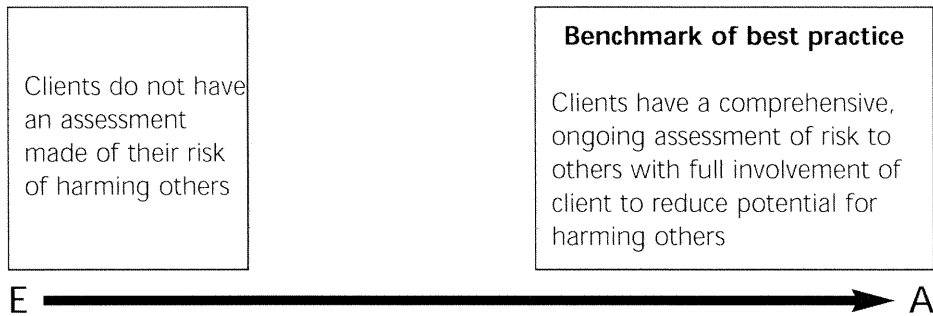 Clients do not have
an assessment
made of their risk
of harming others
Benchmark of best practice
Clients have a comprehensive,
ongoing assessment of risk to
others with full involvement of
client to reduce potential for
harming others
E A